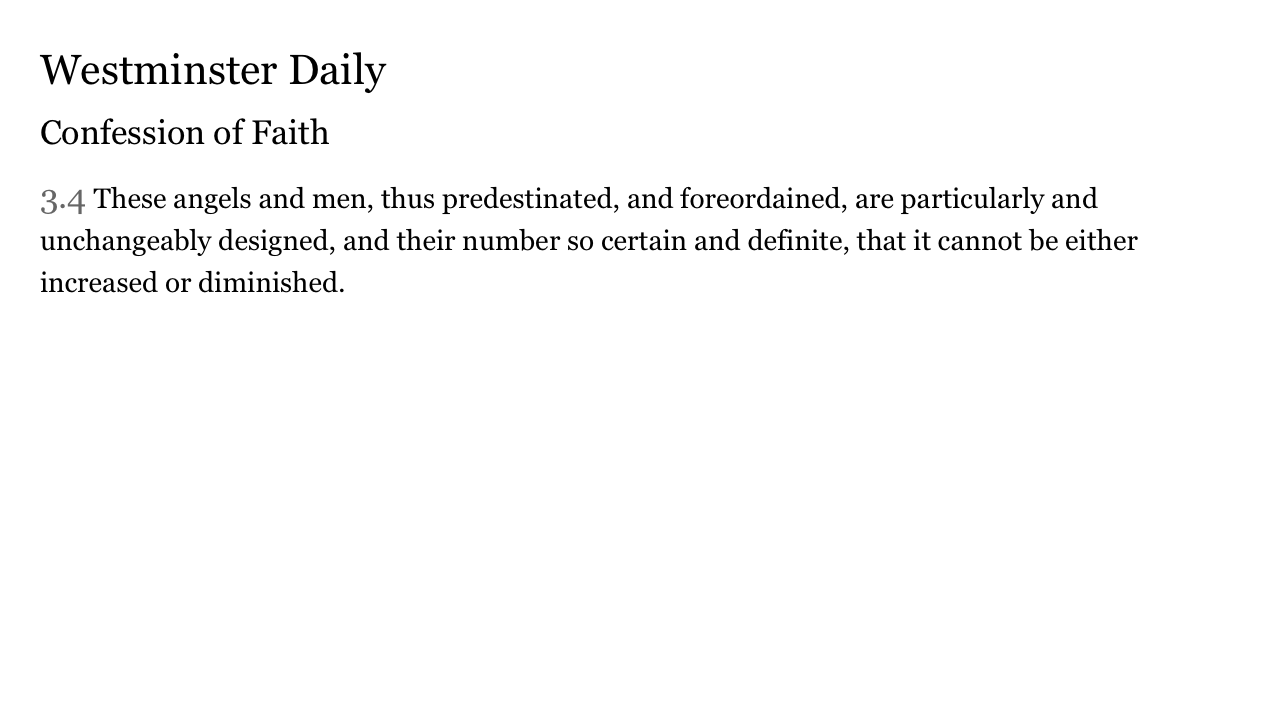 Westminster Daily
Confession of Faith
3.4 These angels and men, thus predestinated, and foreordained, are particularly and
unchangeably designed, and their number so certain and definite, that it cannot be either
increased or diminished.